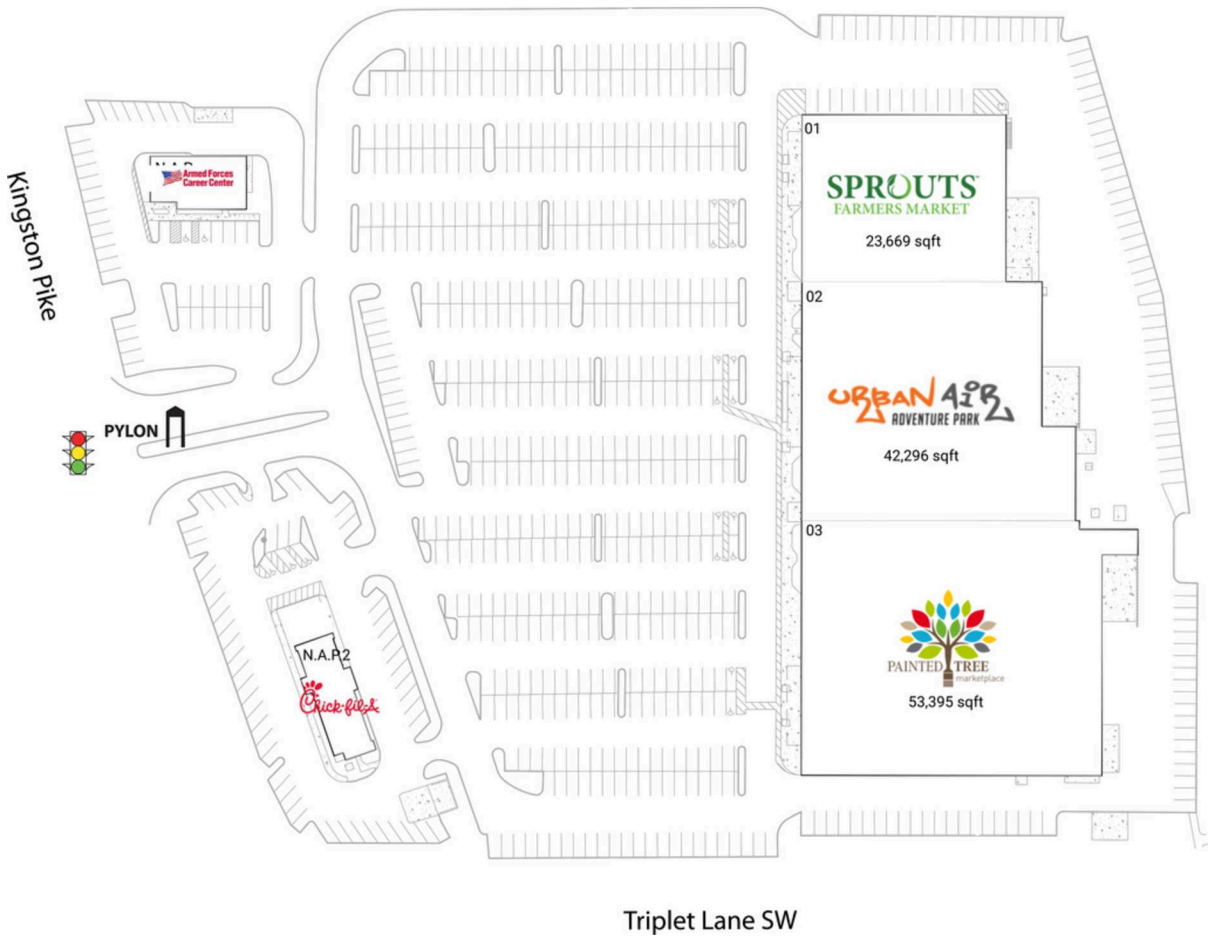 01
SPROUTS
FARMERS MARKET
23,669 sqft
N.A.P.
Armed Forces
Career Center
Kingston Pike
02
URBAN AIR
ADVENTURE PARK
42,296 sqft
PYLON
03
PAINTED TREE
marketplace
53,395 sqft
N.A.P.2
Chick-fil-A
Triplet Lane SW